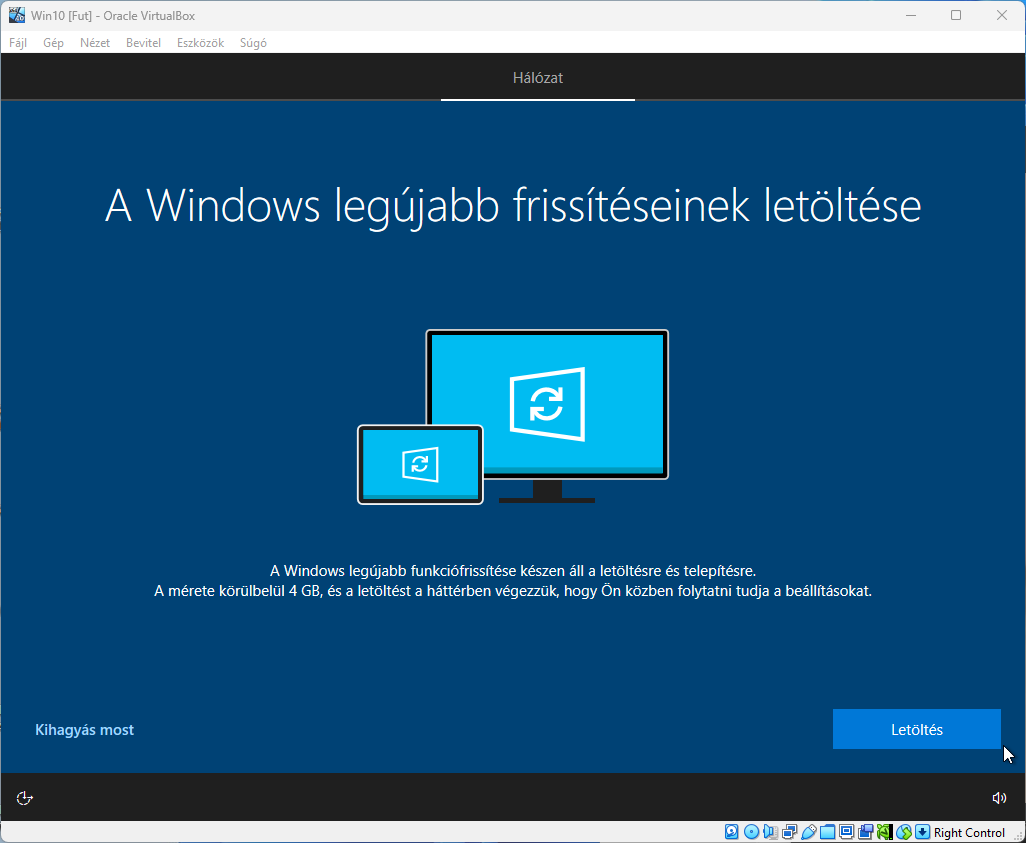 Win10 [Fut] - Oracle VirtualBox
Fájl Gép Nézet Bevitel Eszközök Súgó
Hálózat
A Windows legújabb frissítéseinek letöltése
A Windows legújabb funkciófrissítése készen áll a letöltésre és telepítésre.
A mérete körülbelül 4 GB, és a letöltést a háttérben végezzük, hogy Ön közben folytatni tudja a beállításokat.
Kihagyás most
Letöltés
Right Control